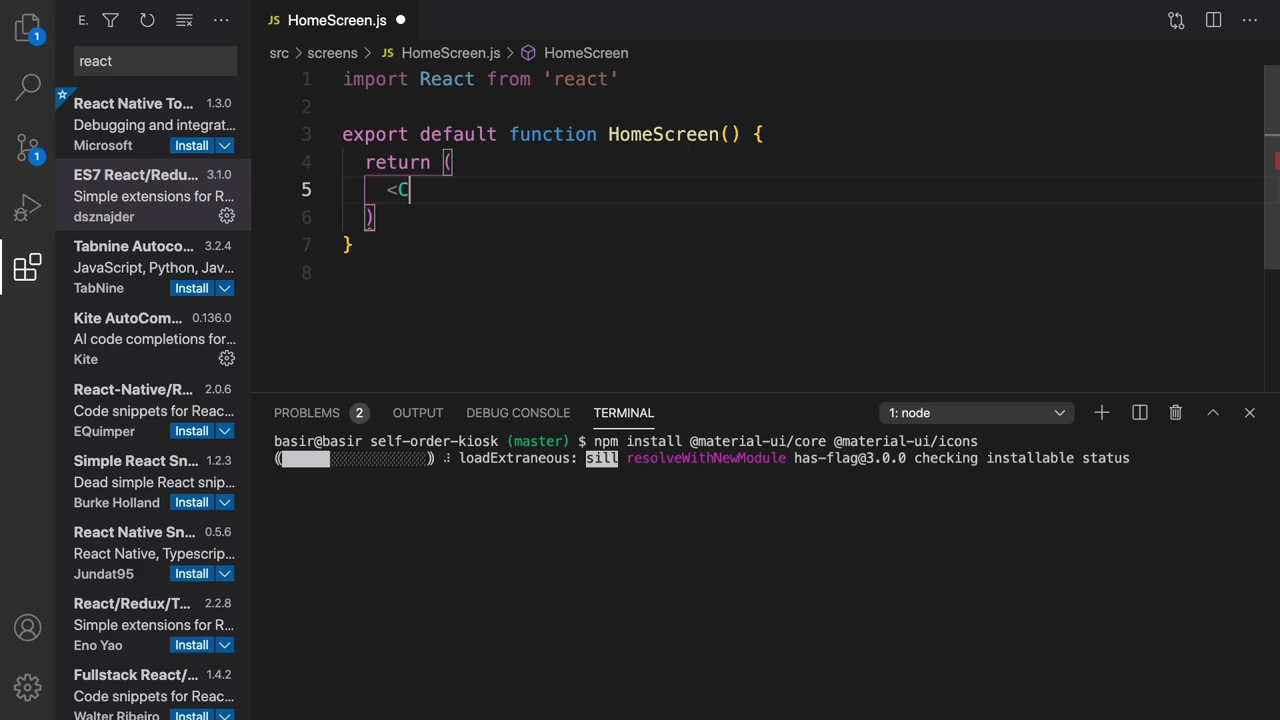 E.
JS HomeScreen.js
1
react
src > screens > JS HomeScreen.js > HomeScreen
React Native To... 1.3.0
Debugging and integrat...
Microsoft Install
ES7 React/Redu... 3.1.0
Simple extensions for R...
dsznajder
Tabnine Autoco... 3.2.4
JavaScript, Python, Jav...
TabNine Install
Kite AutoCom... 0.136.0
AI code completions for...
Kite
React-Native/R... 2.0.6
Code snippets for Reac...
EQuimper Install
Simple React Sn... 1.2.3
Dead simple React snip...
Burke Holland Install
React Native Sn... 0.5.6
React Native, Typescrip...
Jundat95 Install
React/Redux/T... 2.2.8
Simple extensions for R...
Eno Yao Install
Fullstack React/... 1.4.2
Code snippets for Reac...
Walter Ribeiro Install
1
1 import React from 'react'
2
3 export default function HomeScreen() {
4 return (
5 <C
6 )
7 }
8
PROBLEMS 2 OUTPUT DEBUG CONSOLE TERMINAL 1: node
basir@basir self-order-kiosk (master) $ npm install @material-ui/core @material-ui/icons
loadExtraneous: sill resolveWithNewModule has-flag@3.0.0 checking installable status